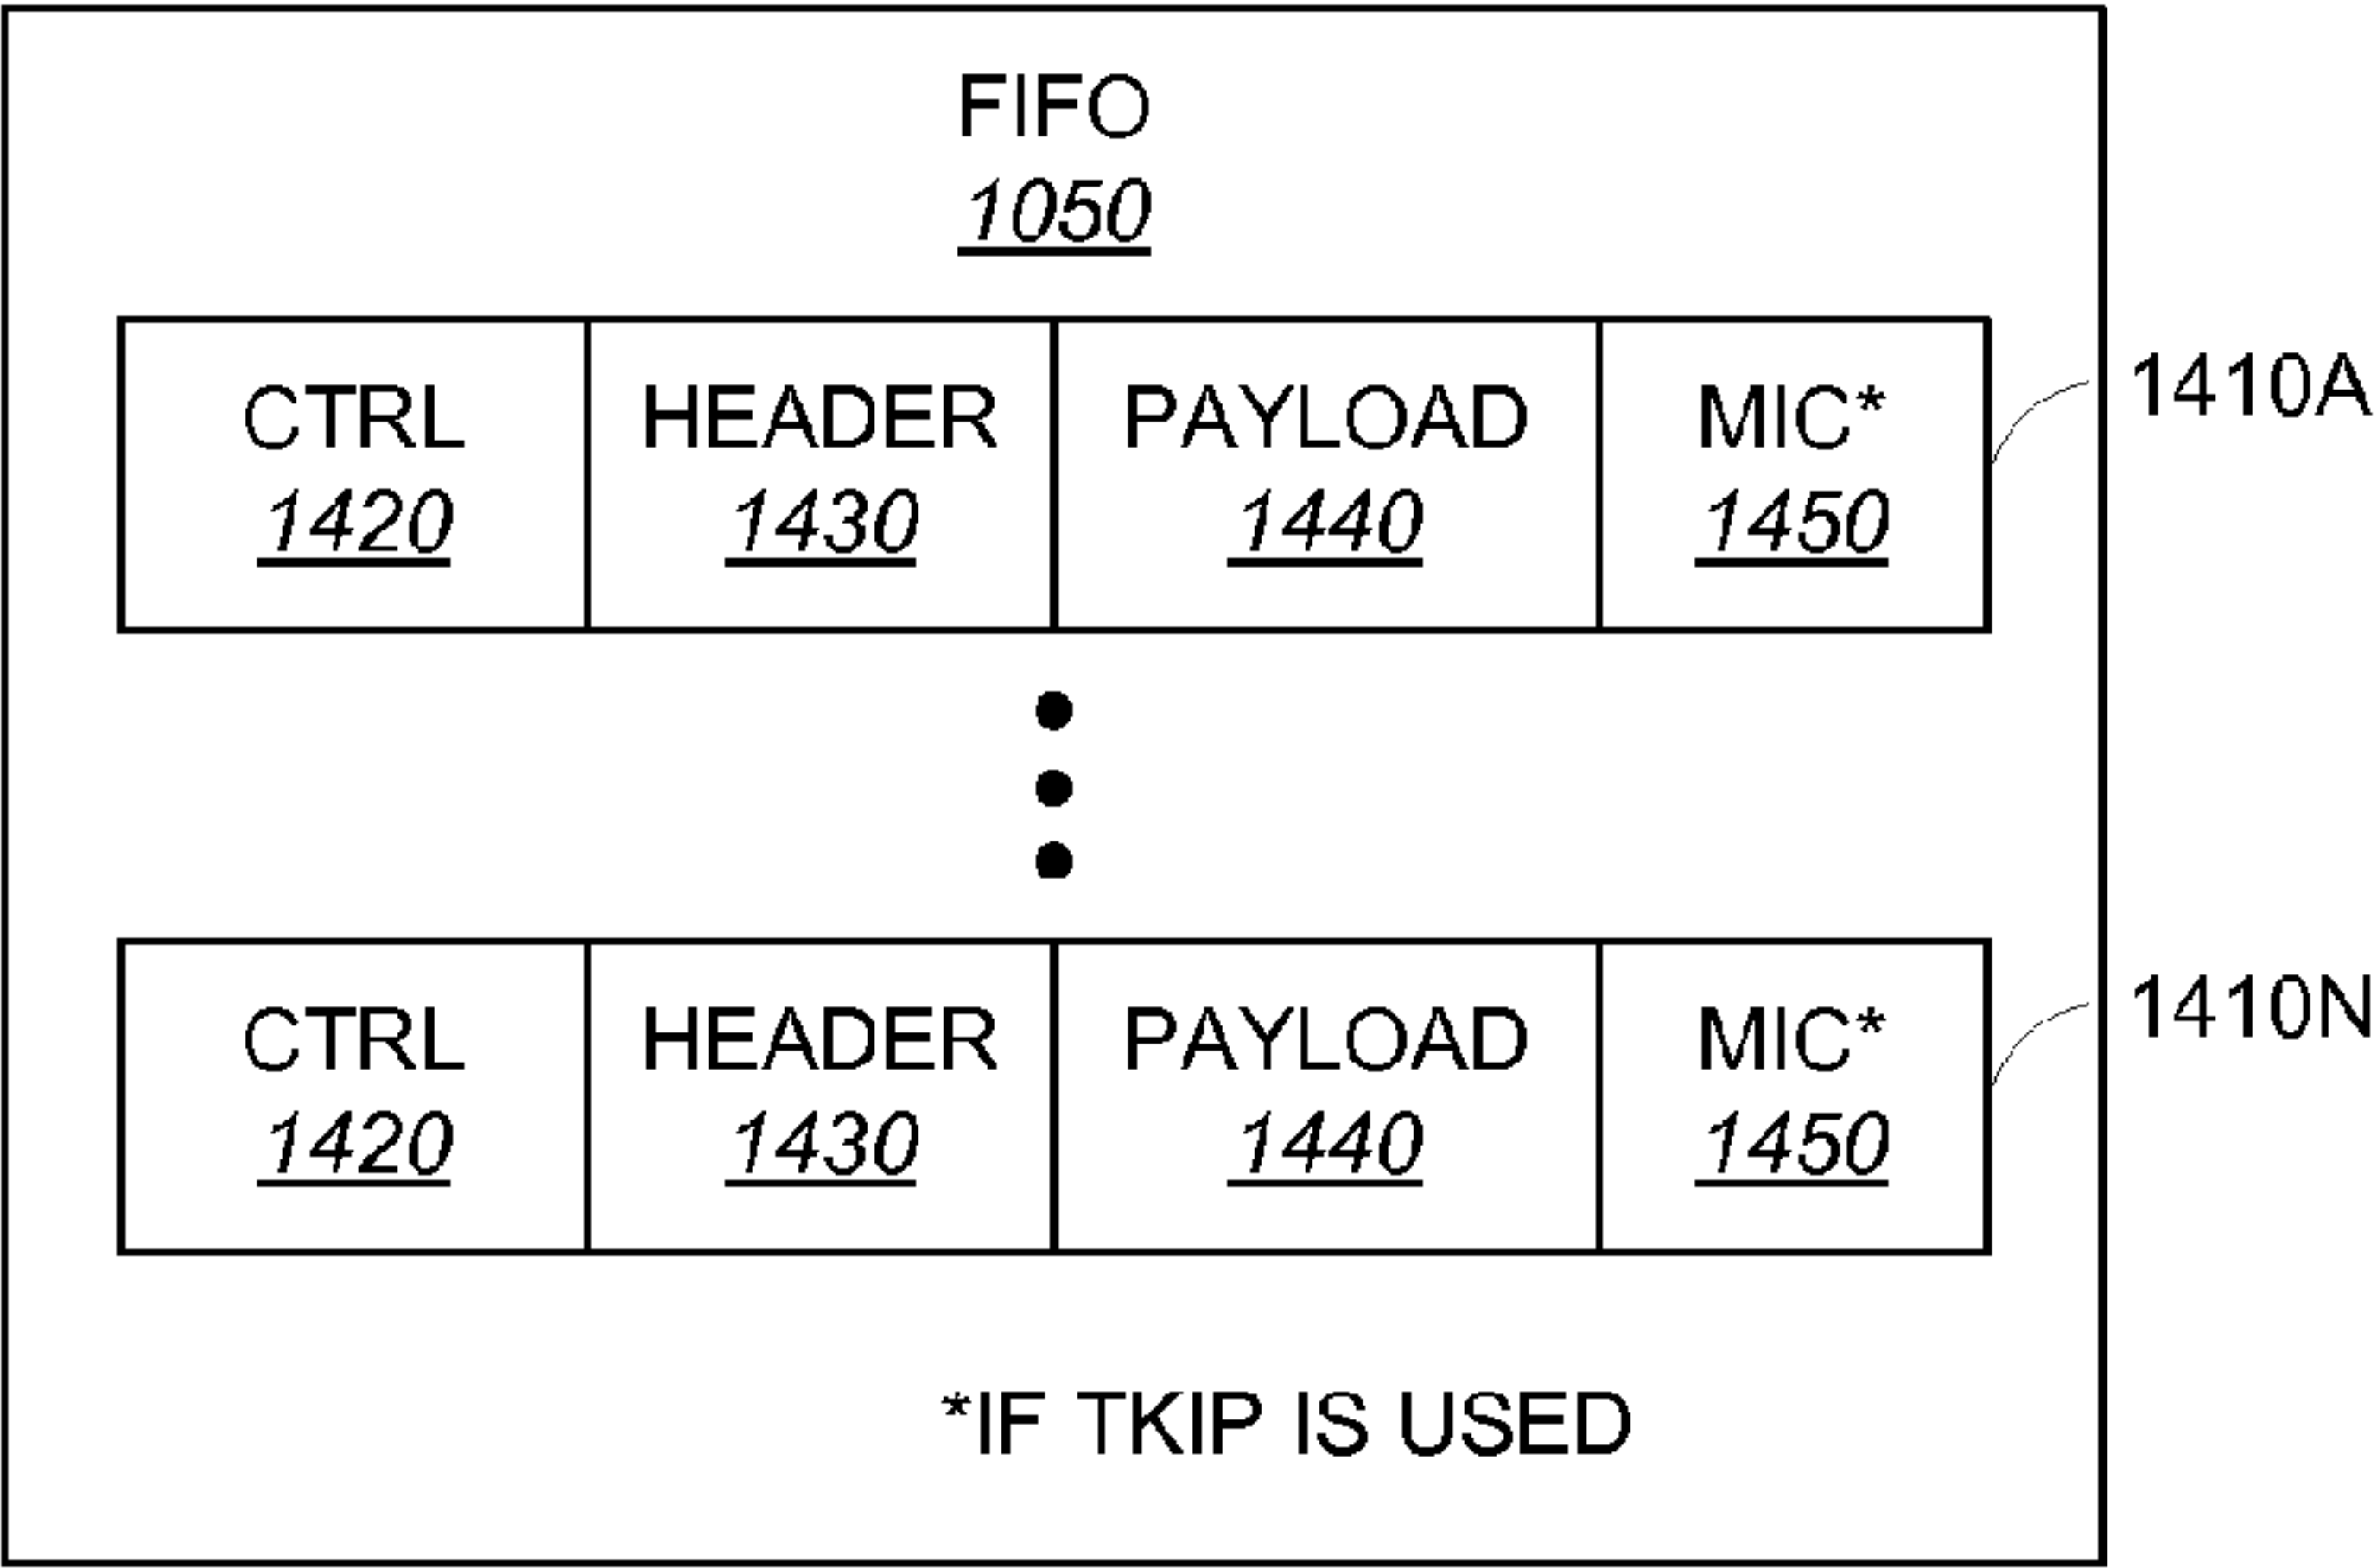 FIFO
1050
CTRL HEADER PAYLOAD MIC* 1410A
1420 1430 1440 1450
CTRL HEADER PAYLOAD MIC* 1410N
1420 1430 1440 1450
*IF TKIP IS USED